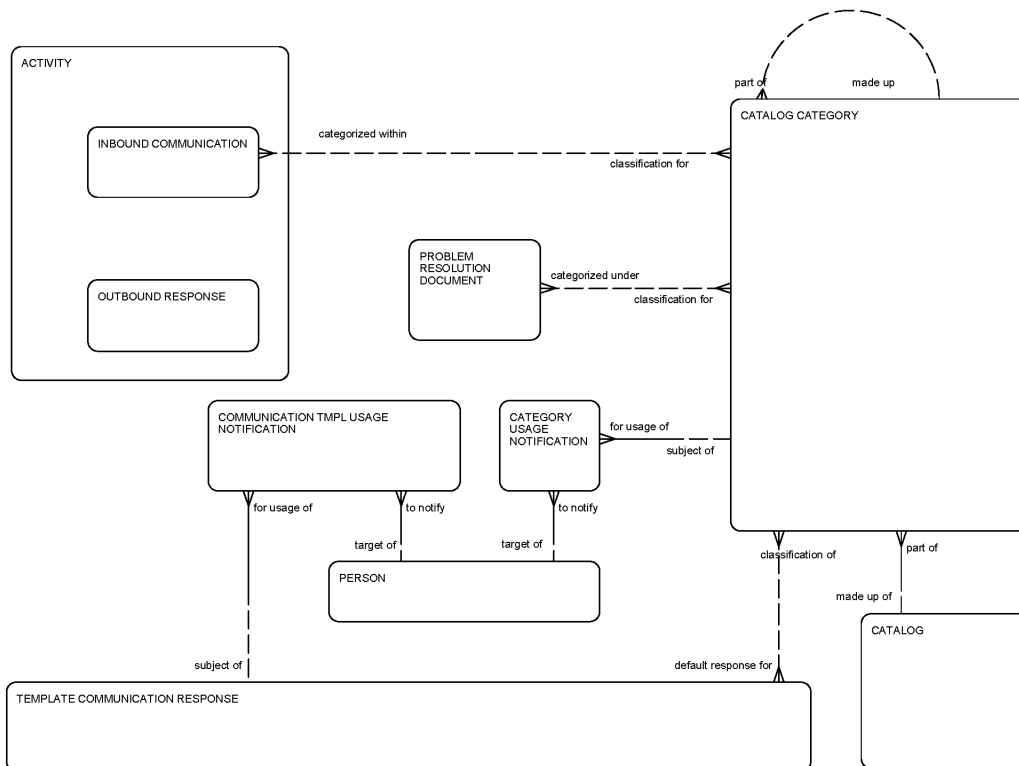 ACTIVITY
part of
made up
CATALOG CATEGORY
INBOUND COMMUNICATION
categorized within
classification for
PROBLEM
RESOLUTION
DOCUMENT
categorized under
classification for
OUTBOUND RESPONSE
COMMUNICATION TMPL USAGE
NOTIFICATION
CATEGORY
USAGE
NOTIFICATION
for usage of
subject of
for usage of
to notify
to notify
target of
target of
classification of
part of
PERSON
made up of
CATALOG
subject of
default response for
TEMPLATE COMMUNICATION RESPONSE